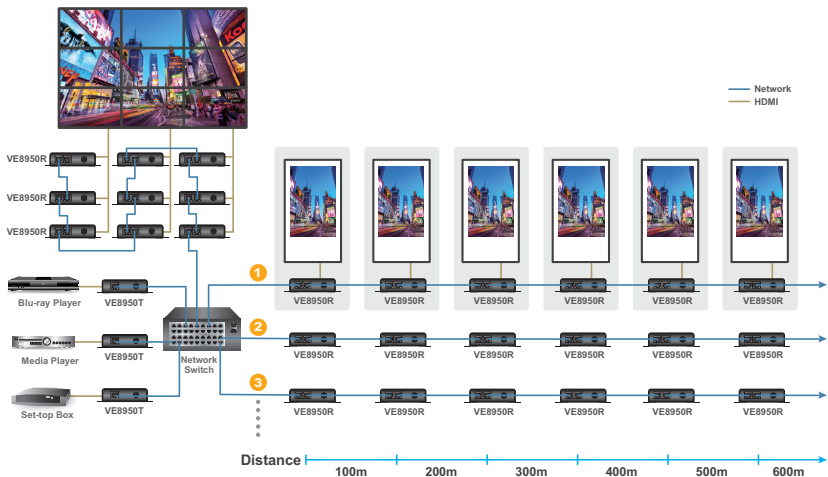 Network
HDMI
VE8950R
VE8950R
VE8950R
Blu-ray Player
VE8950T
Media Player
VE8950T
Set-top Box
VE8950T
Network
Switch
1
VE8950R VE8950R VE8950R VE8950R VE8950R VE8950R
2
VE8950R VE8950R VE8950R VE8950R VE8950R VE8950R
3
VE8950R VE8950R VE8950R VE8950R VE8950R VE8950R
Distance
100m 200m 300m 400m 500m 600m